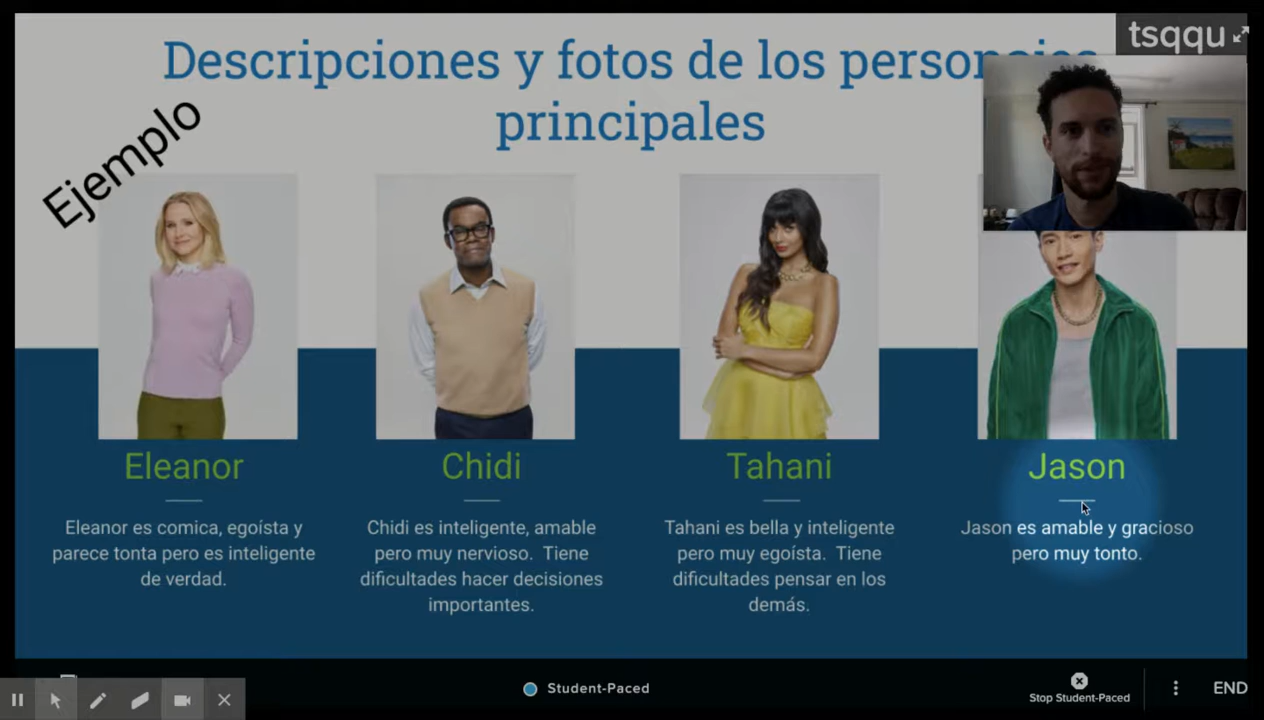 tsqqu
Descripciones y fotos de los personajes
principales
Ejemplo
Eleanor
Eleanor es comica, egoísta y
parece tonta pero es inteligente
de verdad.
Chidi
Chidi es inteligente, amable
pero muy nervioso. Tiene
dificultades hacer decisiones
importantes.
Tahani
Tahani es bella y inteligente
pero muy egoísta. Tiene
dificultades pensar en los
demás.
Jason
Jason es amable y gracioso
pero muy tonto.
Student-Paced
Stop Student-Paced
END